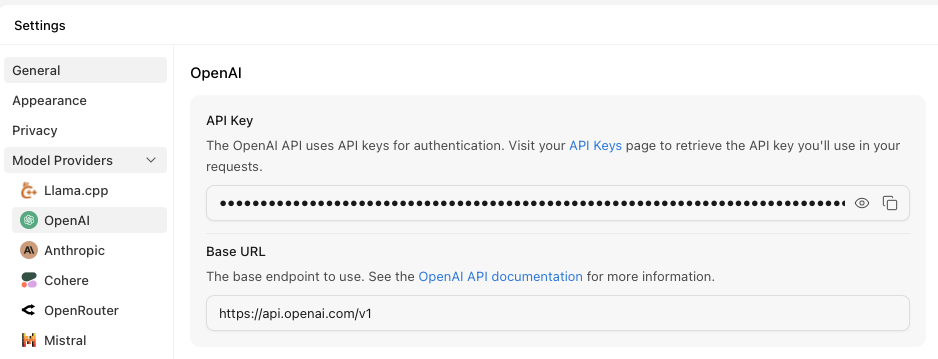 Settings
General
Appearance
Privacy
Model Providers
Llama.cpp
OpenAI
Anthropic
Cohere
OpenRouter
Mistral
OpenAI
API Key
The OpenAI API uses API keys for authentication. Visit your API Keys page to retrieve the API key you'll use in your
requests.
Base URL
The base endpoint to use. See the OpenAI API documentation for more information.
https://api.openai.com/v1